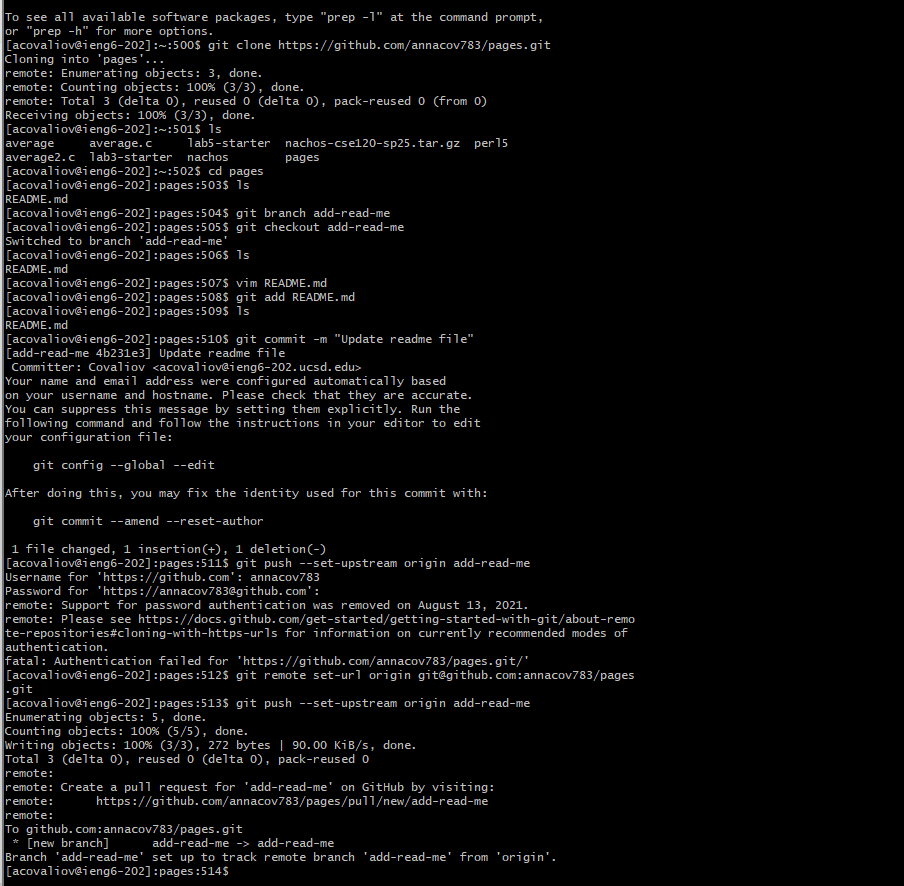 To see all available software packages, type "prep -l" at the command prompt,
or "prep -h" for more options.
[acovaliov@ieng6-202]:~:500$ git clone https://github.com/annacov783/pages.git
Cloning into 'pages'...
remote: Enumerating objects: 3, done.
remote: Counting objects: 100% (3/3), done.
remote: Total 3 (delta 0), reused 0 (delta 0), pack-reused 0 (from 0)
Receiving objects: 100% (3/3), done.
[acovaliov@ieng6-202]:~:501$ ls
average     average.c     lab5-starter  nachos-cse120-sp25.tar.gz  perl5
average2.c  lab3-starter  nachos        pages
[acovaliov@ieng6-202]:~:502$ cd pages
[acovaliov@ieng6-202]:pages:503$ ls
README.md
[acovaliov@ieng6-202]:pages:504$ git branch add-read-me
[acovaliov@ieng6-202]:pages:505$ git checkout add-read-me
Switched to branch 'add-read-me'
[acovaliov@ieng6-202]:pages:506$ ls
README.md
[acovaliov@ieng6-202]:pages:507$ vim README.md
[acovaliov@ieng6-202]:pages:508$ git add README.md
[acovaliov@ieng6-202]:pages:509$ ls
README.md
[acovaliov@ieng6-202]:pages:510$ git commit -m "Update readme file"
[add-read-me 4b231e3] Update readme file
 Committer: Covaliov <acovaliov@ieng6-202.ucsd.edu>
Your name and email address were configured automatically based
on your username and hostname. Please check that they are accurate.
You can suppress this message by setting them explicitly. Run the
following command and follow the instructions in your editor to edit
your configuration file:
    git config --global --edit
After doing this, you may fix the identity used for this commit with:
    git commit --amend --reset-author
 1 file changed, 1 insertion(+), 1 deletion(-)
[acovaliov@ieng6-202]:pages:511$ git push --set-upstream origin add-read-me
Username for 'https://github.com': annacov783
Password for 'https://annacov783@github.com':
remote: Support for password authentication was removed on August 13, 2021.
remote: Please see https://docs.github.com/get-started/getting-started-with-git/about-remo
te-repositories#cloning-with-https-urls for information on currently recommended modes of
authentication.
fatal: Authentication failed for 'https://github.com/annacov783/pages.git/'
[acovaliov@ieng6-202]:pages:512$ git remote set-url origin git@github.com:annacov783/pages
.git
[acovaliov@ieng6-202]:pages:513$ git push --set-upstream origin add-read-me
Enumerating objects: 5, done.
Counting objects: 100% (5/5), done.
Writing objects: 100% (3/3), 272 bytes | 90.00 KiB/s, done.
Total 3 (delta 0), reused 0 (delta 0), pack-reused 0
remote:
remote: Create a pull request for 'add-read-me' on GitHub by visiting:
remote:      https://github.com/annacov783/pages/pull/new/add-read-me
remote:
To github.com:annacov783/pages.git
 * [new branch]      add-read-me -> add-read-me
Branch 'add-read-me' set up to track remote branch 'add-read-me' from 'origin'.
[acovaliov@ieng6-202]:pages:514$